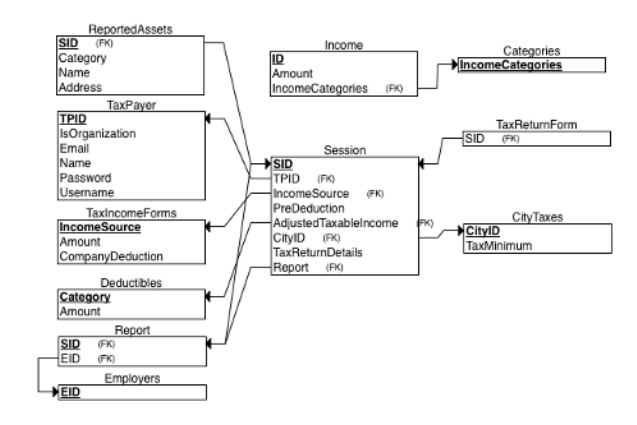 ReportedAssets
SID (FK)
Category
Name
Address
TaxPayer
TPID
IsOrganization
Email
Name
Password
Username
TaxIncomeForms
IncomeSource
Amount
CompanyDeduction
Deductibles
Category
Amount
Report
SID (FK)
EID (FK)
Employers
EID
Income
ID
Amount
IncomeCategories (FK)
Session
SID
TPID (FK)
IncomeSource (FK)
PreDeduction
AdjustedTaxableIncome (FK)
CityID (FK)
TaxReturnDetails
Report (FK)
Categories
IncomeCategories
TaxReturnForm
SID (FK)
CityTaxes
CityID
TaxMinimum